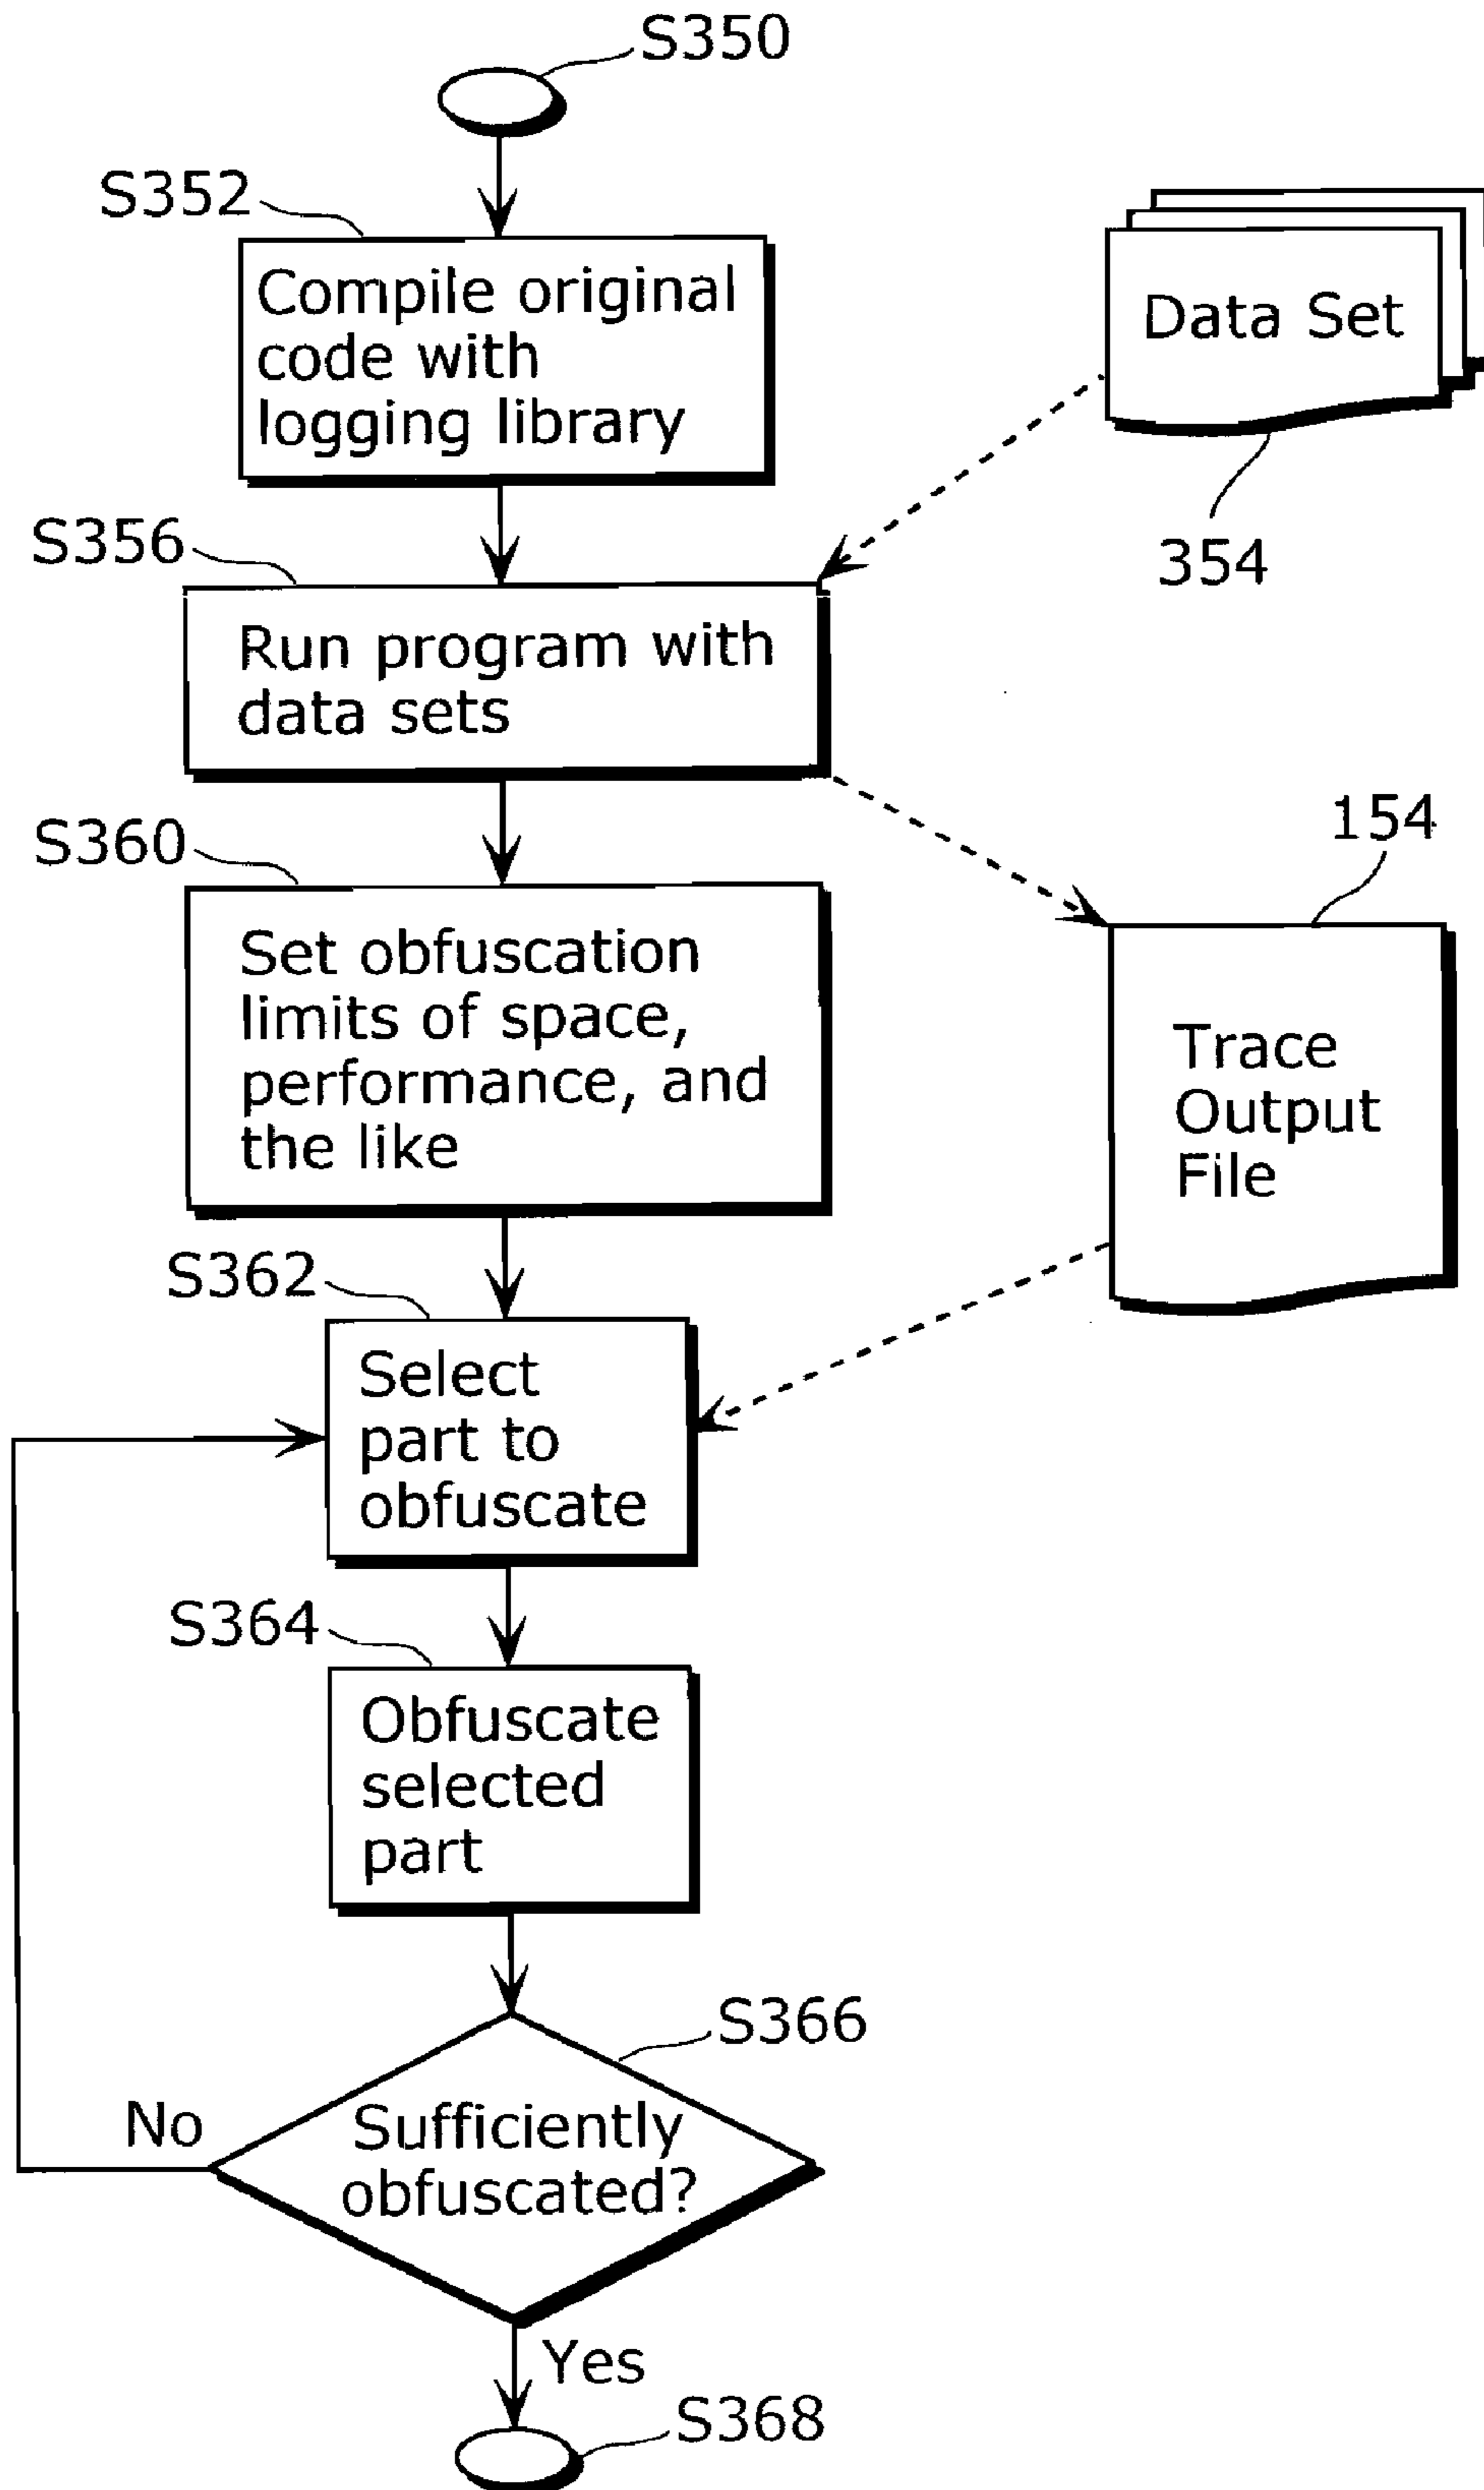 S350
S352
Compile original
code with
logging library
Data Set
354
S356
Run program with
data sets
S360
Set obfuscation
limits of space,
performance, and
the like
154
Trace
Output
File
S362
Select
part to
obfuscate
S364
Obfuscate
selected
part
S366
Sufficiently
obfuscated?
No
Yes
S368